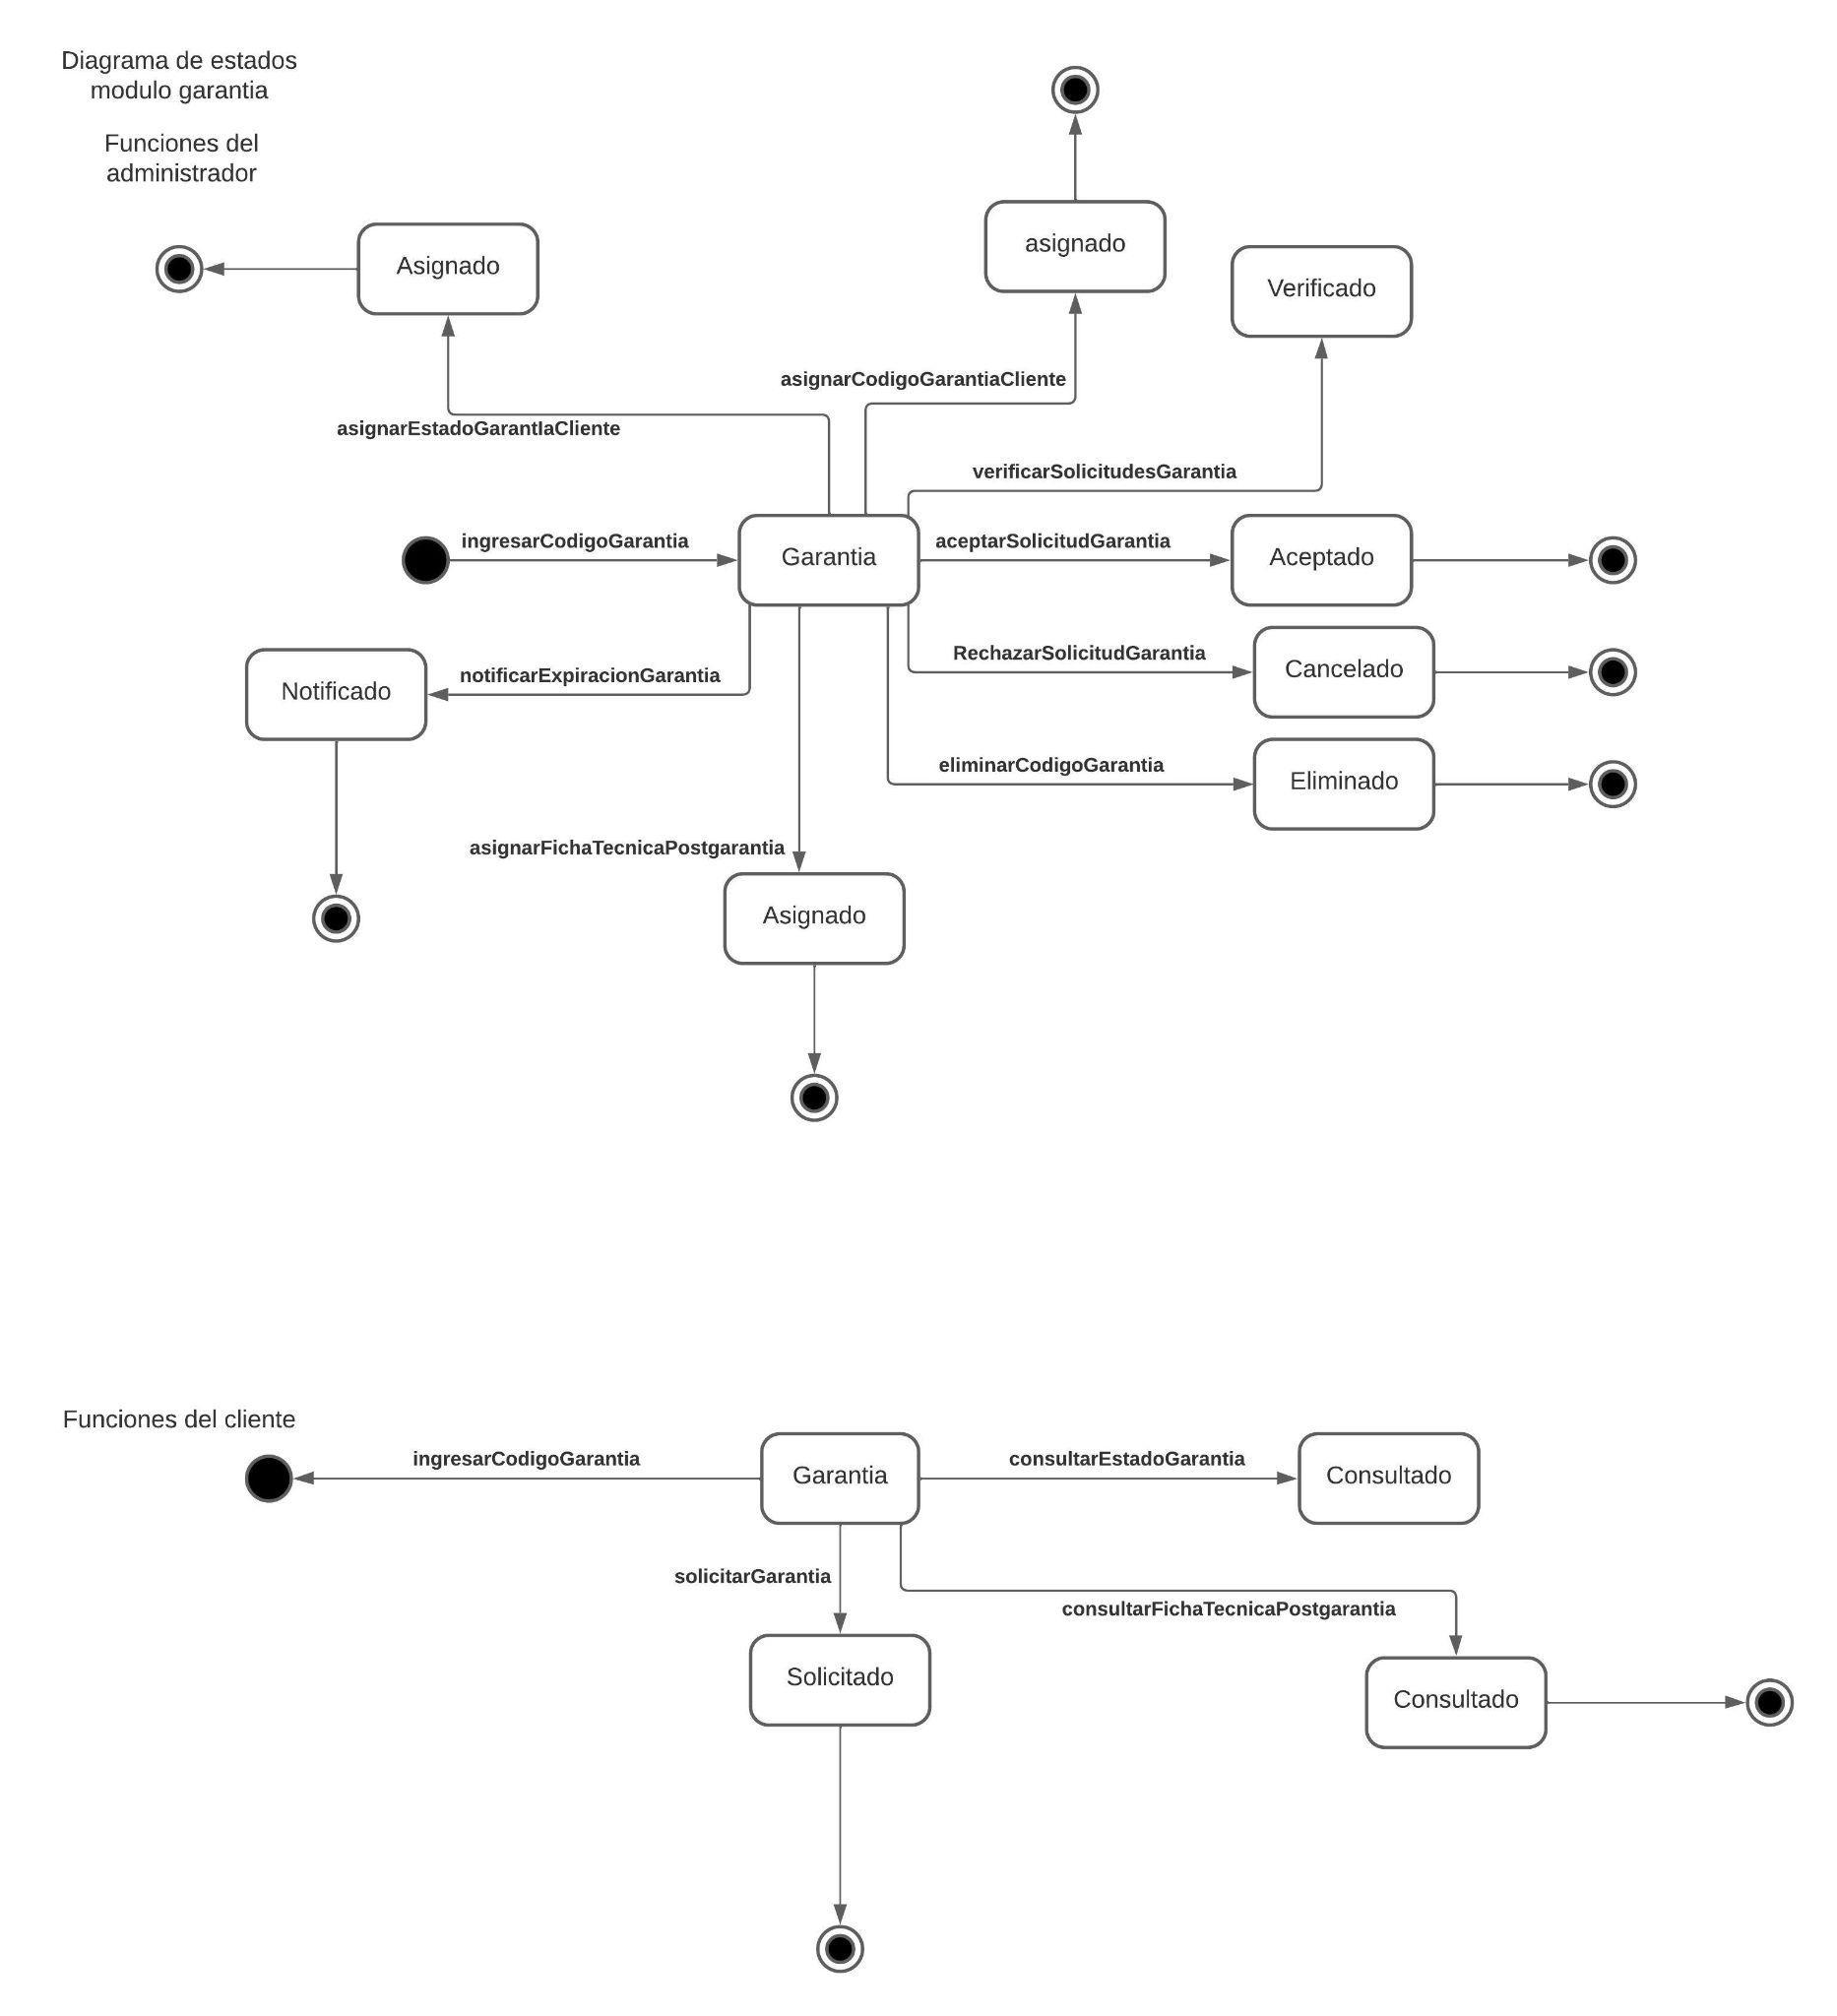 Diagrama de estados
modulo garantia
Funciones del
administrador
Asignado
asignado
Verificado
asignarCodigoGarantiaCliente
asignarEstadoGarantIaCliente
verificarSolicitudesGarantia
ingresarCodigoGarantia
Garantia
aceptarSolicitudGarantia
Aceptado
RechazarSolicitudGarantia
Cancelado
Notificado
notificarExpiracionGarantia
eliminarCodigoGarantia
Eliminado
asignarFichaTecnicaPostgarantia
Asignado
Funciones del cliente
ingresarCodigoGarantia
Garantia
consultarEstadoGarantia
Consultado
solicitarGarantia
consultarFichaTecnicaPostgarantia
Solicitado
Consultado